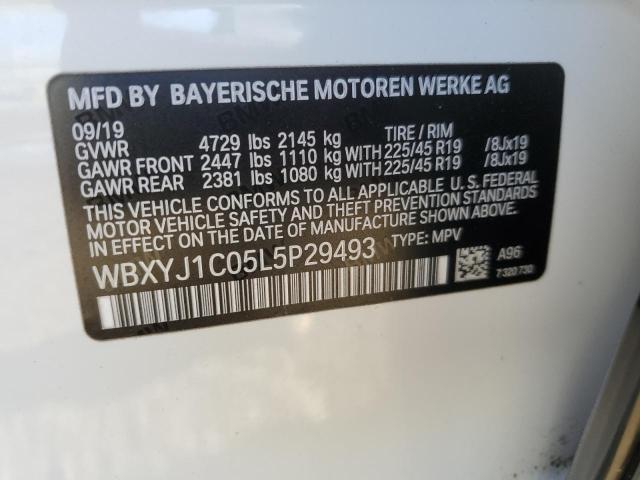 MFD BY BAYERISCHE MOTOREN WERKE AG
09/19
GVWR 4729 lbs 2145 kg TIRE / RIM
GAWR FRONT 2447 lbs 1110 kg WITH 225/45 R19 /8Jx19
GAWR REAR 2381 lbs 1080 kg WITH 225/45 R19 /8Jx19
THIS VEHICLE CONFORMS TO ALL APPLICABLE U.S. FEDERAL
MOTOR VEHICLE SAFETY AND THEFT PREVENTION STANDARDS
IN EFFECT ON THE DATE OF MANUFACTURE SHOWN ABOVE.
WBXYJ1C05L5P29493 TYPE: MPV
A96
7 320 730